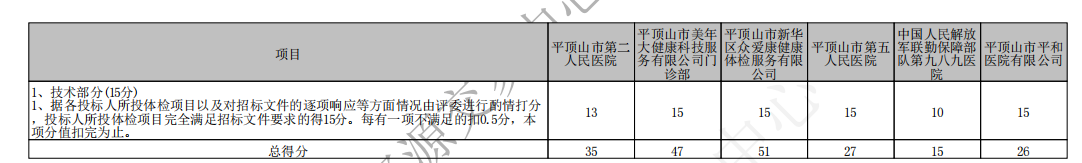 项目
平顶山市第二
人民医院
平顶山市美年
大健康科技服
务有限公司门
诊部
平顶山市新华
区众爱康健康
体检服务有限
公司
平顶山市第五
人民医院
中国人民解放
军联勤保障部
队第九八九医
院
平顶山市平和
医院有限公司
1、技术部分(15分)
1、据各投标人所投体检项目以及对招标文件的逐项响应等方面情况由评委进行酌情打分
,投标人所投体检项目完全满足招标文件要求的得15分。每有一项不满足的扣0.5分，本
项分值扣完为止。
13
15
15
15
10
15
总得分
35
47
51
27
15
26
源交
中心